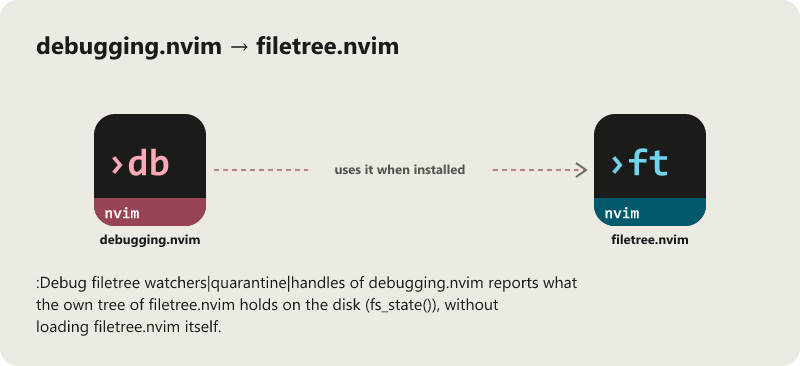 debugging.nvim → filetree.nvim
›db
nvim
debugging.nvim
uses it when installed
›ft
nvim
filetree.nvim
:Debug filetree watchers|quarantine|handles of debugging.nvim reports what
the own tree of filetree.nvim holds on the disk (fs_state()), without
loading filetree.nvim itself.